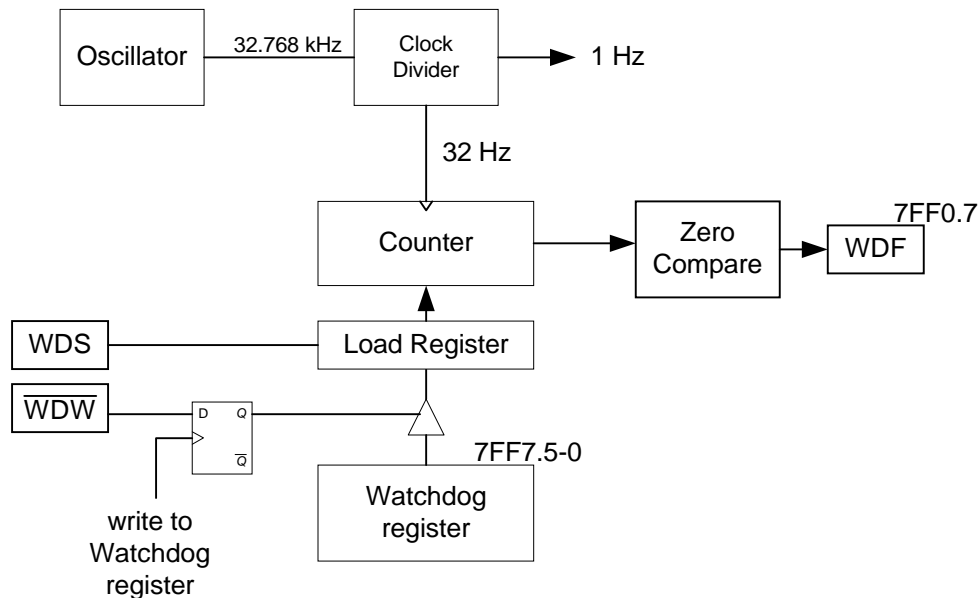 Oscillator
32.768 kHz
Clock
Divider
1 Hz
32 Hz
Counter
Zero
Compare
7FF0.7
WDF
WDS
Load Register
W̅D̅W̅
D
Q
Q̅
7FF7.5-0
Watchdog
register
write to
Watchdog
register